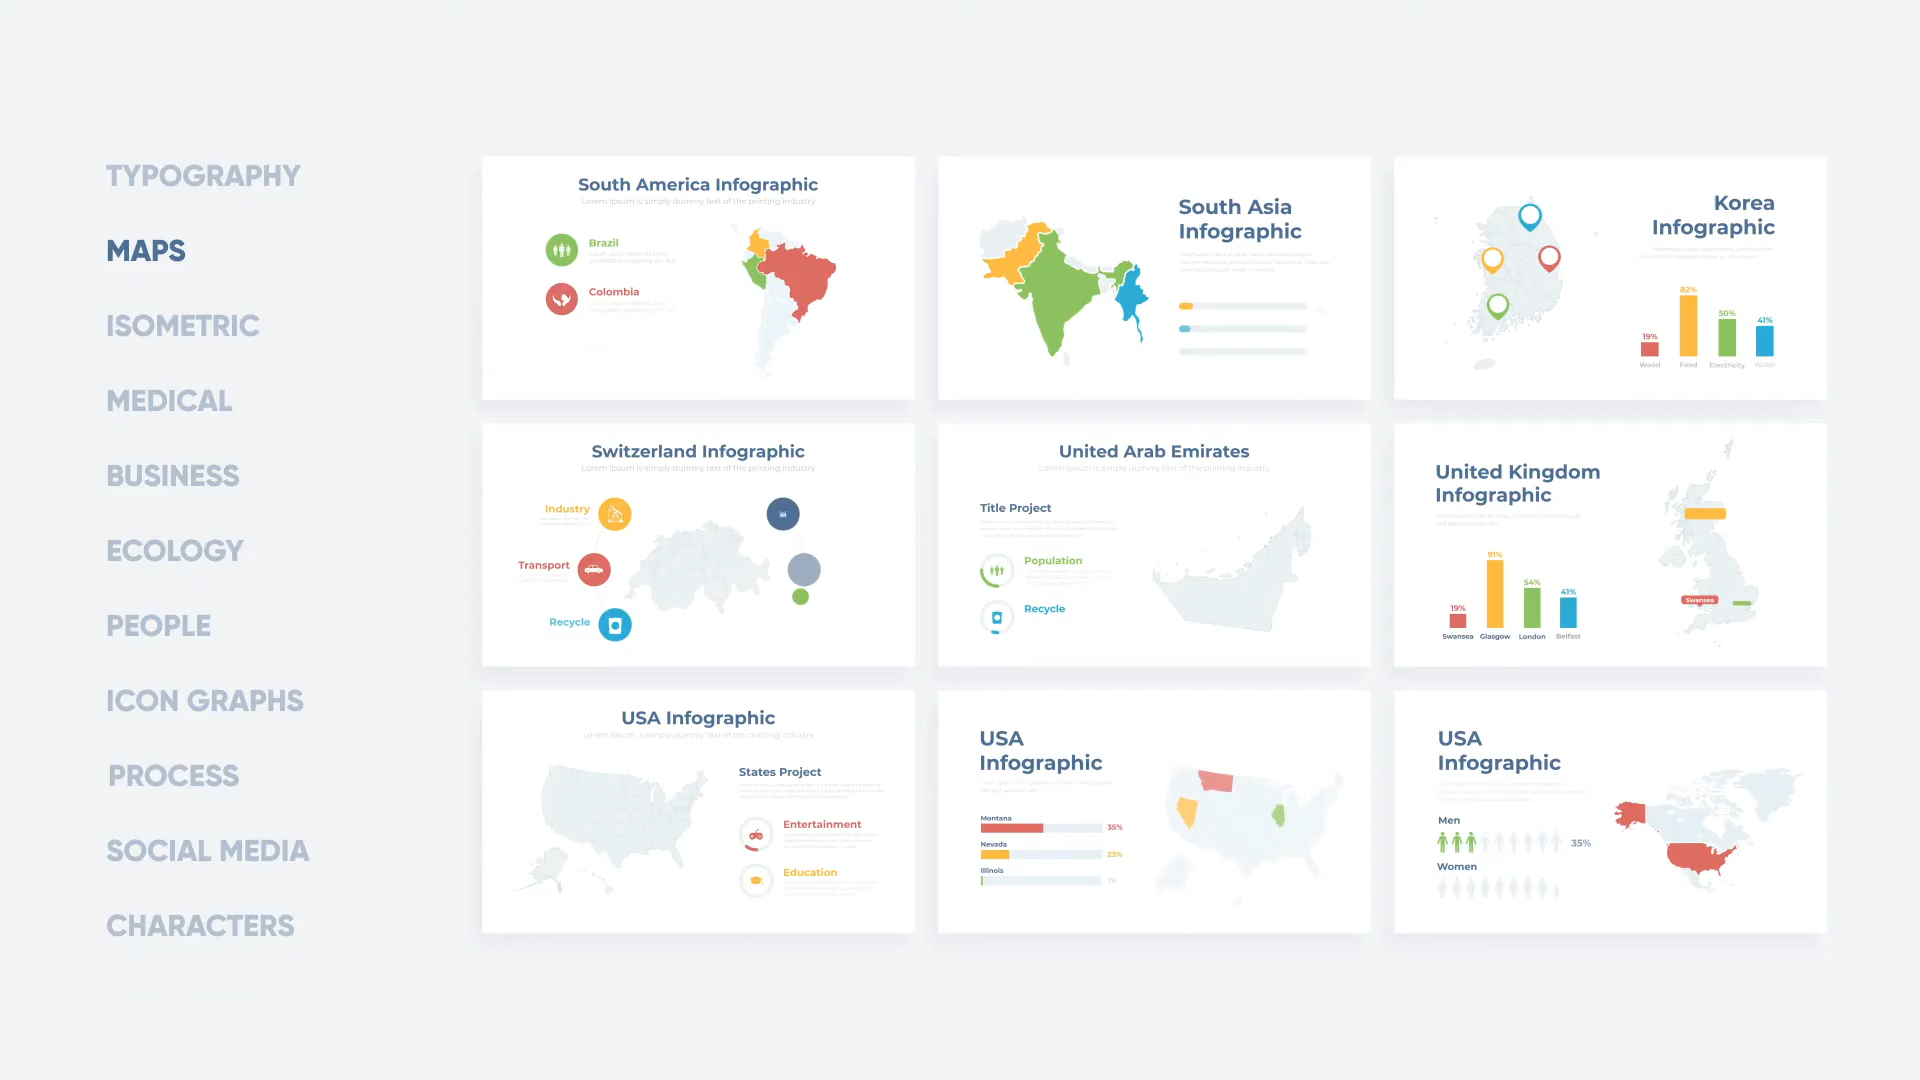 TYPOGRAPHY
MAPS
ISOMETRIC
MEDICAL
BUSINESS
ECOLOGY
PEOPLE
ICON GRAPHS
PROCESS
SOCIAL MEDIA
CHARACTERS
South America Infographic
Lorem Ipsum is simply dummy text of the printing industry
Brazil
Colombia
South Asia
Infographic
Korea
Infographic
82%
50%
41%
19%
Wood
Food
Electricity
Water
Switzerland Infographic
Lorem Ipsum is simply dummy text of the printing industry
Industry
Transport
Recycle
United Arab Emirates
Lorem Ipsum is simply dummy text of the printing industry
Title Project
Population
Recycle
United Kingdom
Infographic
91%
54%
41%
19%
Swansea
Glasgow
London
Belfast
Swansea
USA Infographic
Lorem Ipsum is simply dummy text of the printing industry
States Project
Entertainment
Education
USA
Infographic
Montana
35%
Nevada
23%
Illinois
USA
Infographic
Men
35%
Women